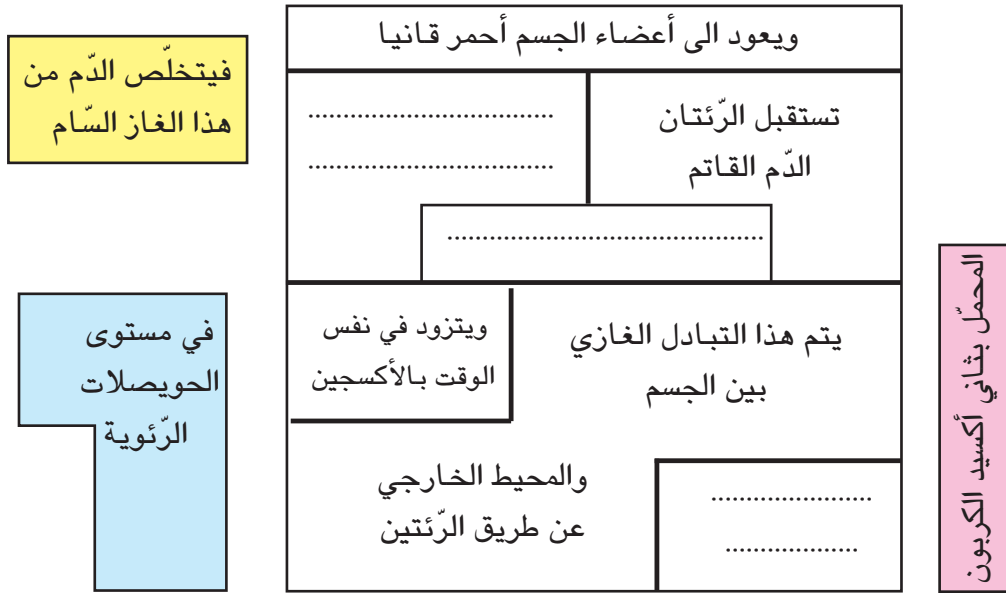 ويعود الى أعضاء الجسم أحمر قانيا
فيتخلّص الدّم من
هذا الغاز السّام
تستقبل الرّئتان
الدّم القاتم
................................
................................
..........................................
المحمّل بثاني أكسيد الكربون
يتم هذا التبادل الغازي
بين الجسم
ويتزود في نفس
الوقت بالأكسجين
في مستوى
الحويصلات
الرّئوية
والمحيط الخارجي
عن طريق الرّئتين
.....................
.................